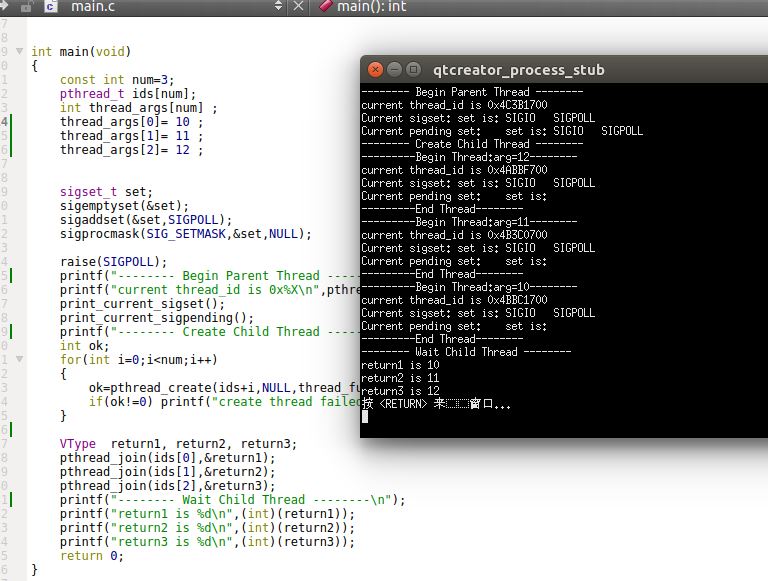 main.c
main(): int
int main(void)
{
const int num=3;
pthread_t ids[num];
int thread_args[num] ;
thread_args[0]= 10 ;
thread_args[1]= 11 ;
thread_args[2]= 12 ;
sigset_t set;
sigemptyset(&set);
sigaddset(&set,SIGPOLL);
sigprocmask(SIG_SETMASK,&set,NULL);
raise(SIGPOLL);
printf("-------- Begin Parent Thread ----
printf("current thread_id is 0x%X\n",pthre
print_current_sigset();
print_current_sigpending();
printf("-------- Create Child Thread ----
int ok;
for(int i=0;i<num;i++)
{
ok=pthread_create(ids+i,NULL,thread_fu
if(ok!=0) printf("create thread failed
}
VType  return1, return2, return3;
pthread_join(ids[0],&return1);
pthread_join(ids[1],&return2);
pthread_join(ids[2],&return3);
printf("-------- Wait Child Thread --------\n");
printf("return1 is %d\n",(int)(return1));
printf("return2 is %d\n",(int)(return2));
printf("return3 is %d\n",(int)(return3));
return 0;
}
qtcreator_process_stub
-------- Begin Parent Thread --------
current thread_id is 0x4C3B1700
Current sigset: set is: SIGIO   SIGPOLL
Current pending set:    set is: SIGIO   SIGPOLL
-------- Create Child Thread --------
--------Begin Thread:arg=12--------
current thread_id is 0x4ABBF700
Current sigset: set is: SIGIO   SIGPOLL
Current pending set:    set is:
--------End Thread--------
--------Begin Thread:arg=11--------
current thread_id is 0x4B3C0700
Current sigset: set is: SIGIO   SIGPOLL
Current pending set:    set is:
--------End Thread--------
--------Begin Thread:arg=10--------
current thread_id is 0x4BBC1700
Current sigset: set is: SIGIO   SIGPOLL
Current pending set:    set is:
--------End Thread--------
-------- Wait Child Thread --------
return1 is 10
return2 is 11
return3 is 12
按 <RETURN> 来窗口...